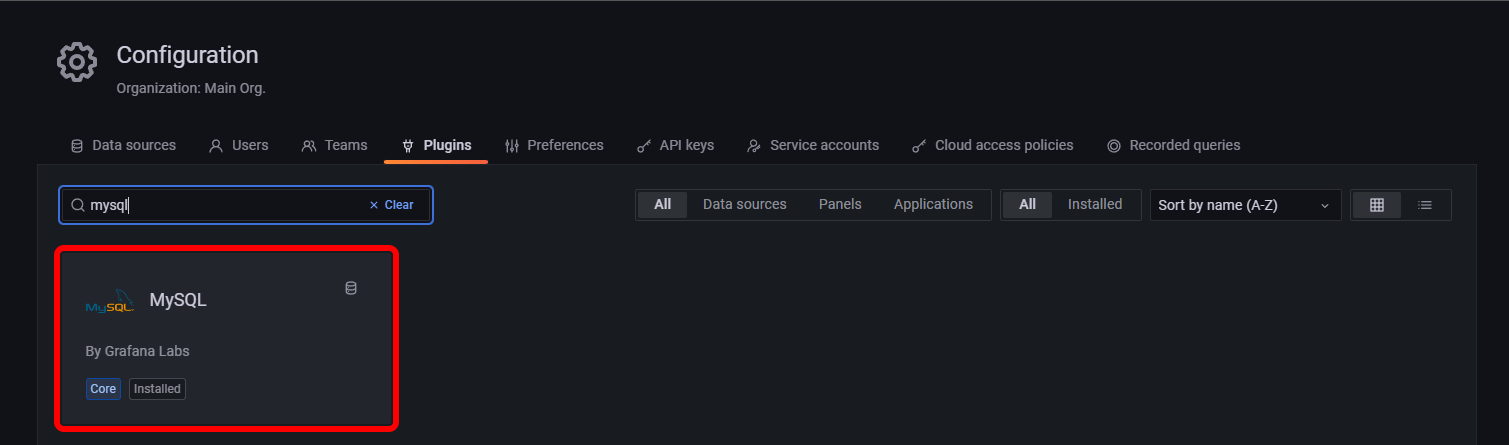 Configuration
Organization: Main Org.
Data sources Users Teams Plugins Preferences API keys Service accounts Cloud access policies Recorded queries
mysql Clear All Data sources Panels Applications All Installed Sort by name (A-Z)
MySQL MySQL
By Grafana Labs
Core Installed